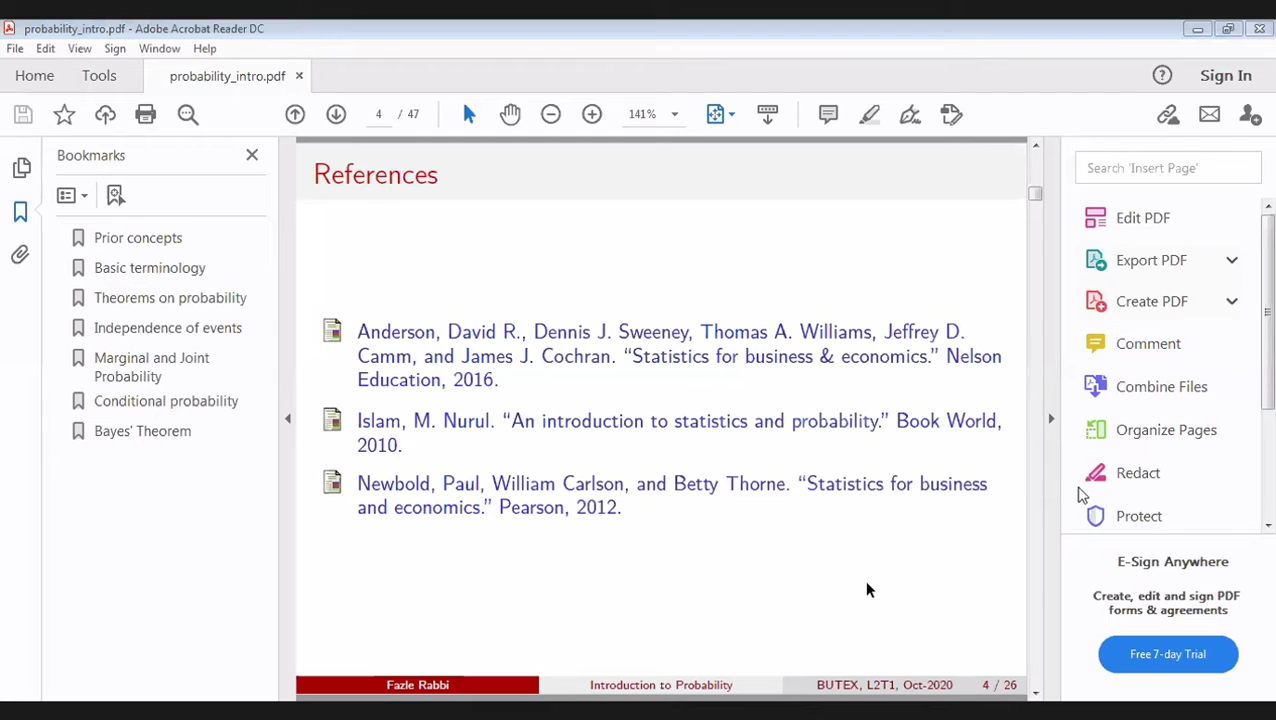 probability_intro.pdf - Adobe Acrobat Reader DC
File Edit View Sign Window Help
Home Tools probability_intro.pdf × Sign In
4 / 47 141%
Bookmarks
Prior concepts
Basic terminology
Theorems on probability
Independence of events
Marginal and Joint
Probability
Conditional probability
Bayes' Theorem
References
Anderson, David R., Dennis J. Sweeney, Thomas A. Williams, Jeffrey D.
Camm, and James J. Cochran. “Statistics for business & economics.” Nelson
Education, 2016.
Islam, M. Nurul. “An introduction to statistics and probability.” Book World,
2010.
Newbold, Paul, William Carlson, and Betty Thorne. “Statistics for business
and economics.” Pearson, 2012.
Fazle Rabbi Introduction to Probability BUTEX, L2T1, Oct-2020 4 / 26
Search 'Insert Page'
Edit PDF
Export PDF
Create PDF
Comment
Combine Files
Organize Pages
Redact
Protect
E-Sign Anywhere
Create, edit and sign PDF
forms & agreements
Free 7-day Trial